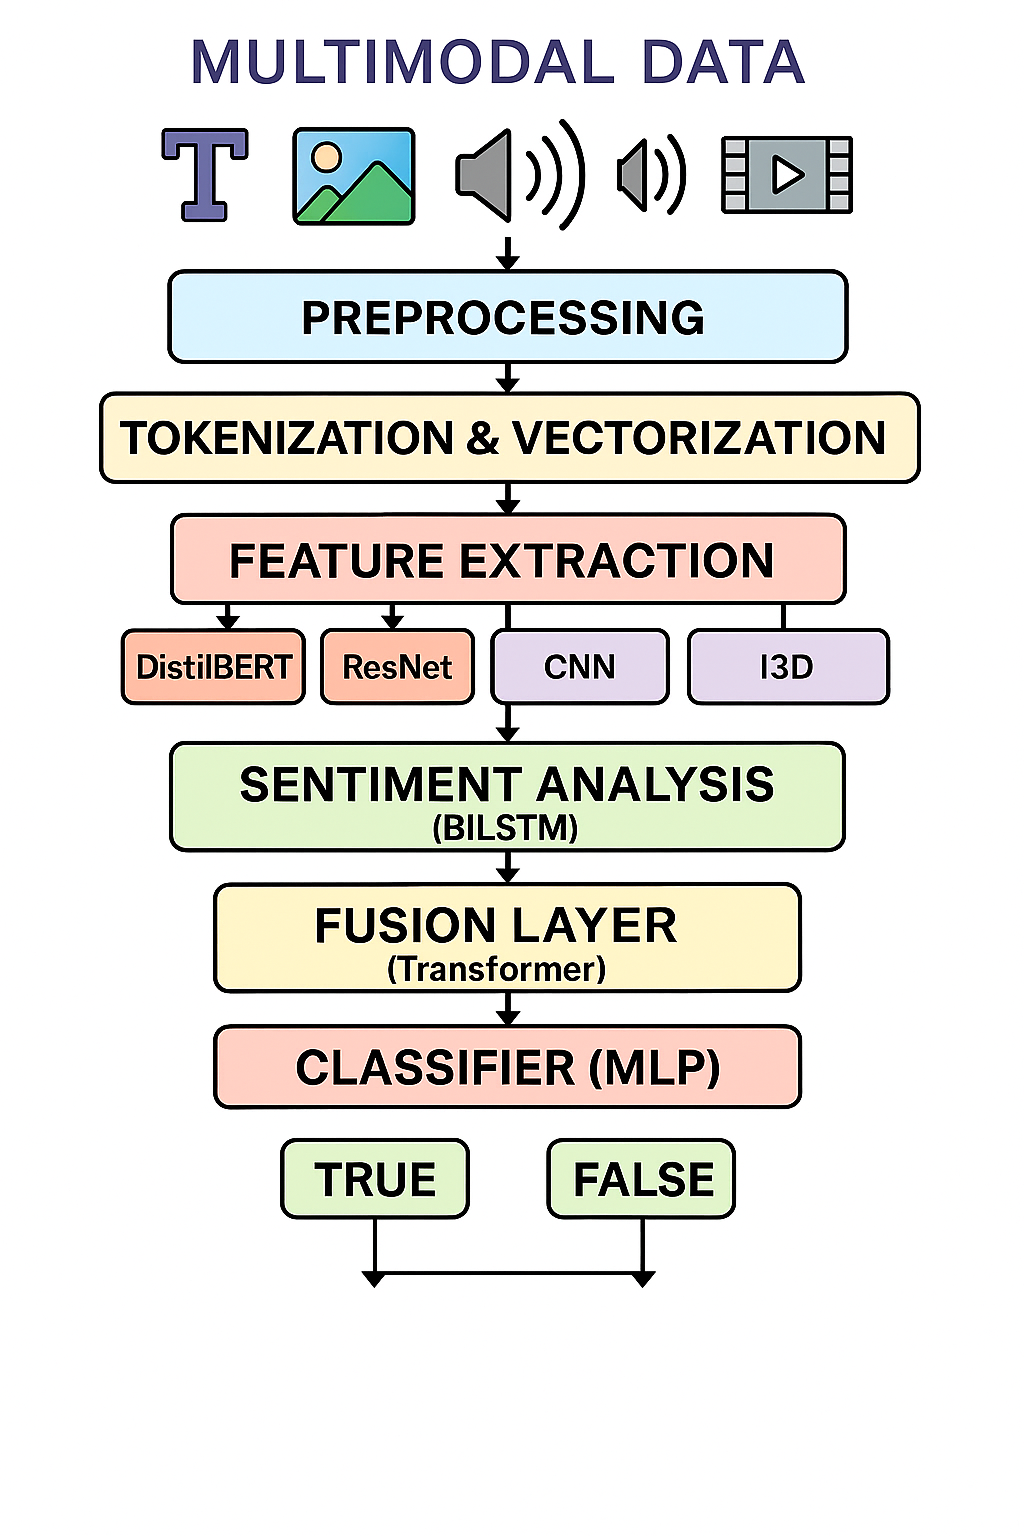 MULTIMODAL DATA
T
PREPROCESSING
TOKENIZATION & VECTORIZATION
FEATURE EXTRACTION
DistilBERT
ResNet
CNN
I3D
SENTIMENT ANALYSIS
(BILSTM)
FUSION LAYER
(Transformer)
CLASSIFIER (MLP)
TRUE
FALSE